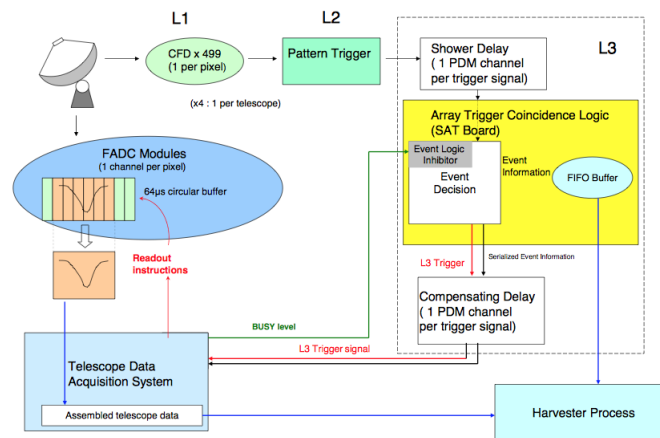 L1
L2
L3
CFD x 499
(1 per pixel)
Pattern Trigger
Shower Delay
( 1 PDM channel
per trigger signal)
(x4 : 1 per telescope)
Array Trigger Coincidence Logic
(SAT Board)
Event Logic
Inhibitor
Event
Decision
Event
Information
FIFO Buffer
FADC Modules
(1 channel per pixel)
64µs circular buffer
Readout
instructions
L3 Trigger
Serialized Event Information
Compensating Delay
( 1 PDM channel
per trigger signal)
BUSY level
L3 Trigger signal
Telescope Data
Acquisition System
Assembled telescope data
Harvester Process